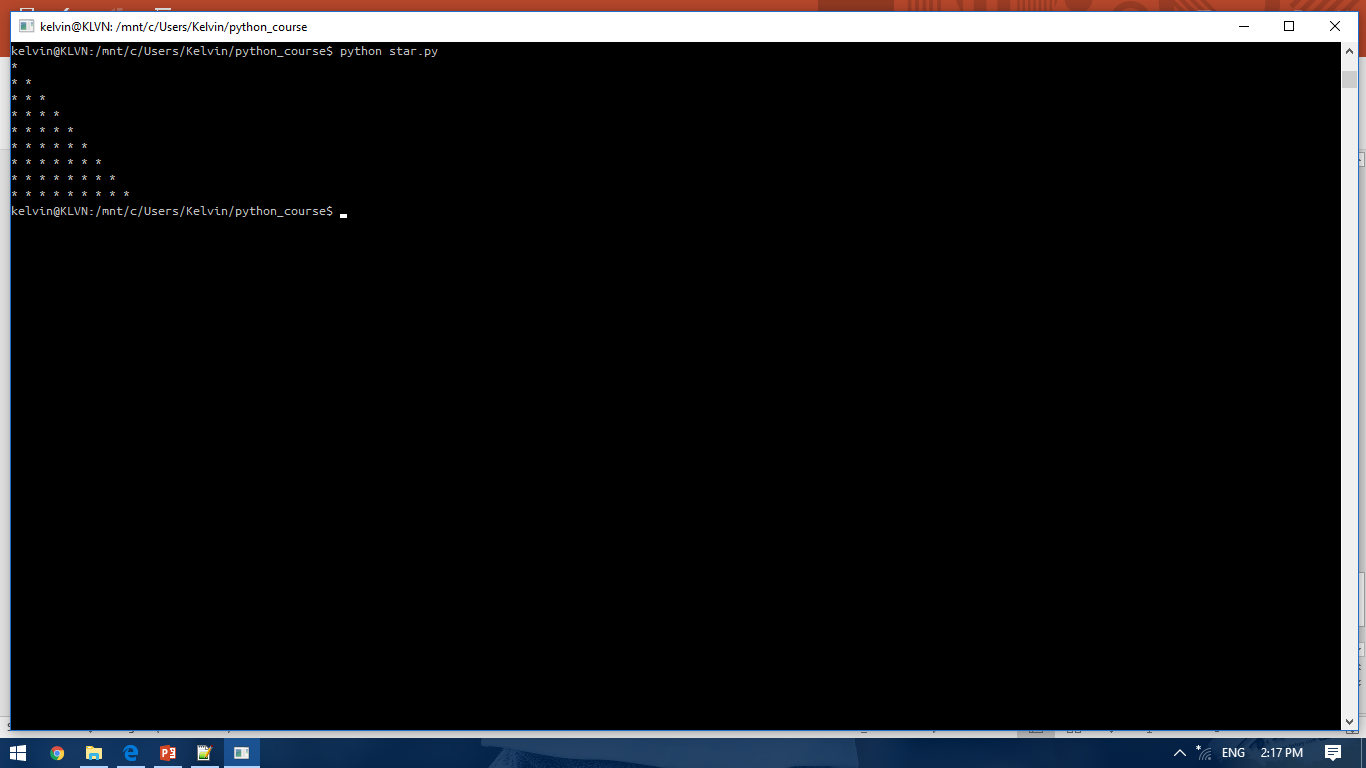 kelvin@KLVN: /mnt/c/Users/Kelvin/python_course
kelvin@KLVN:/mnt/c/Users/Kelvin/python_course$ python star.py
*
* *
* * *
* * * *
* * * * *
* * * * * *
* * * * * * *
* * * * * * * *
* * * * * * * * *
kelvin@KLVN:/mnt/c/Users/Kelvin/python_course$
ENG 2:17 PM